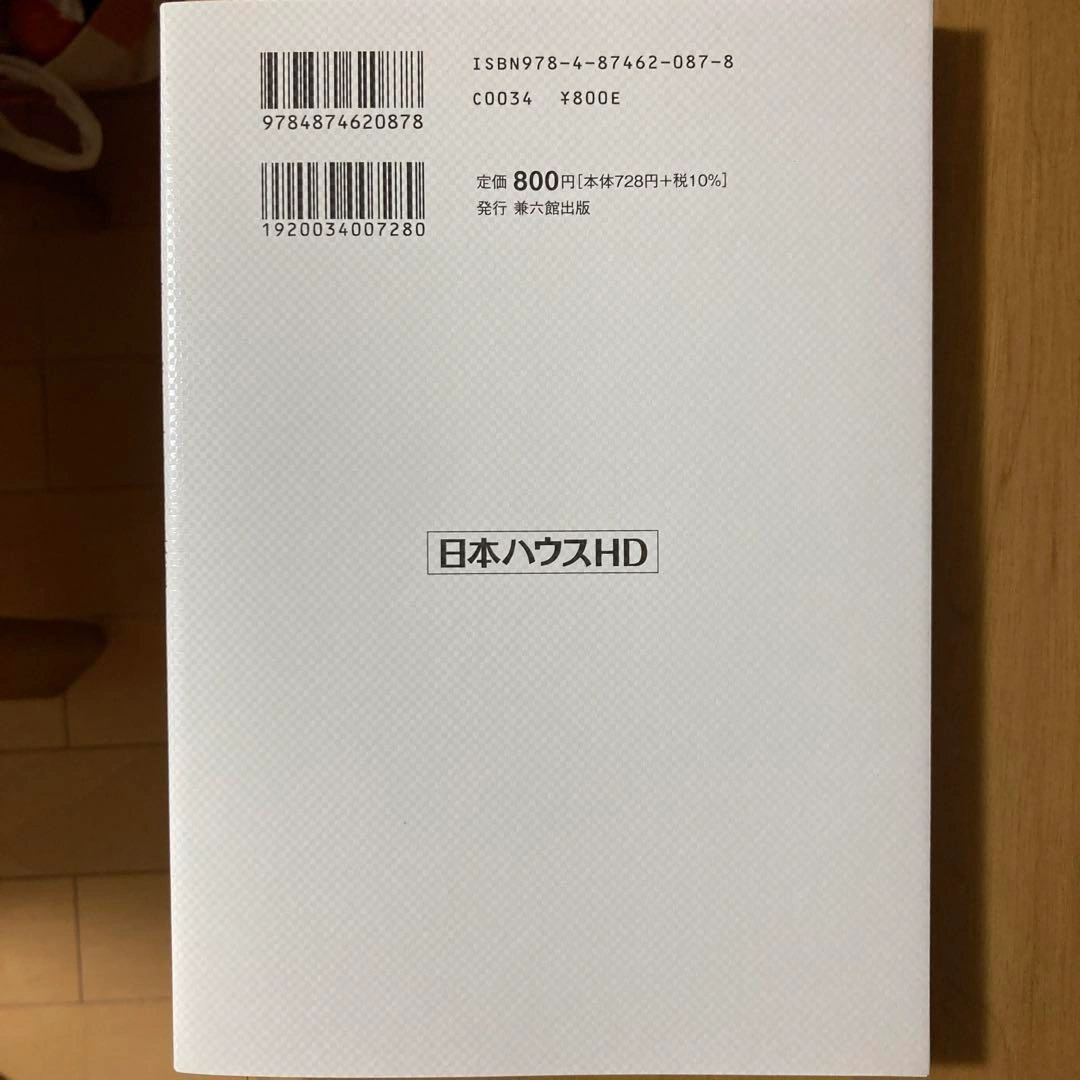 ISBN978-4-87462-087-8
C0034 ¥800E
9784874620878
定価 800円[本体728円+税10%]
発行 兼六館出版
1920034007280
日本ハウスHD